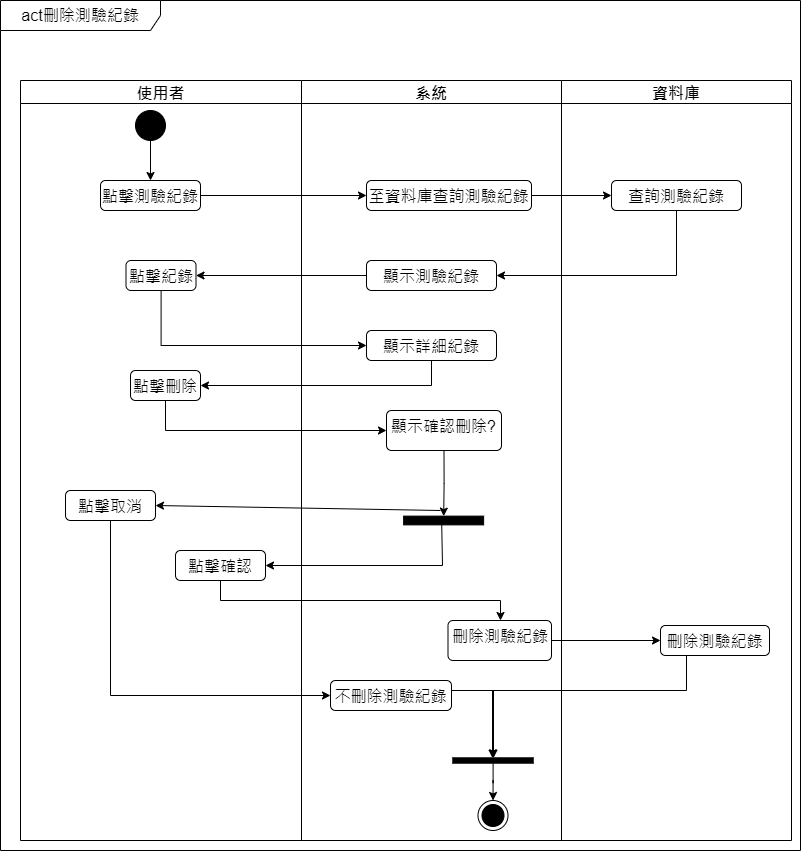 act刪除測驗紀錄
使用者
系統
資料庫
點擊測驗紀錄
至資料庫查詢測驗紀錄
查詢測驗紀錄
點擊紀錄
顯示測驗紀錄
顯示詳細紀錄
點擊刪除
顯示確認刪除?
點擊取消
點擊確認
刪除測驗紀錄
刪除測驗紀錄
不刪除測驗紀錄